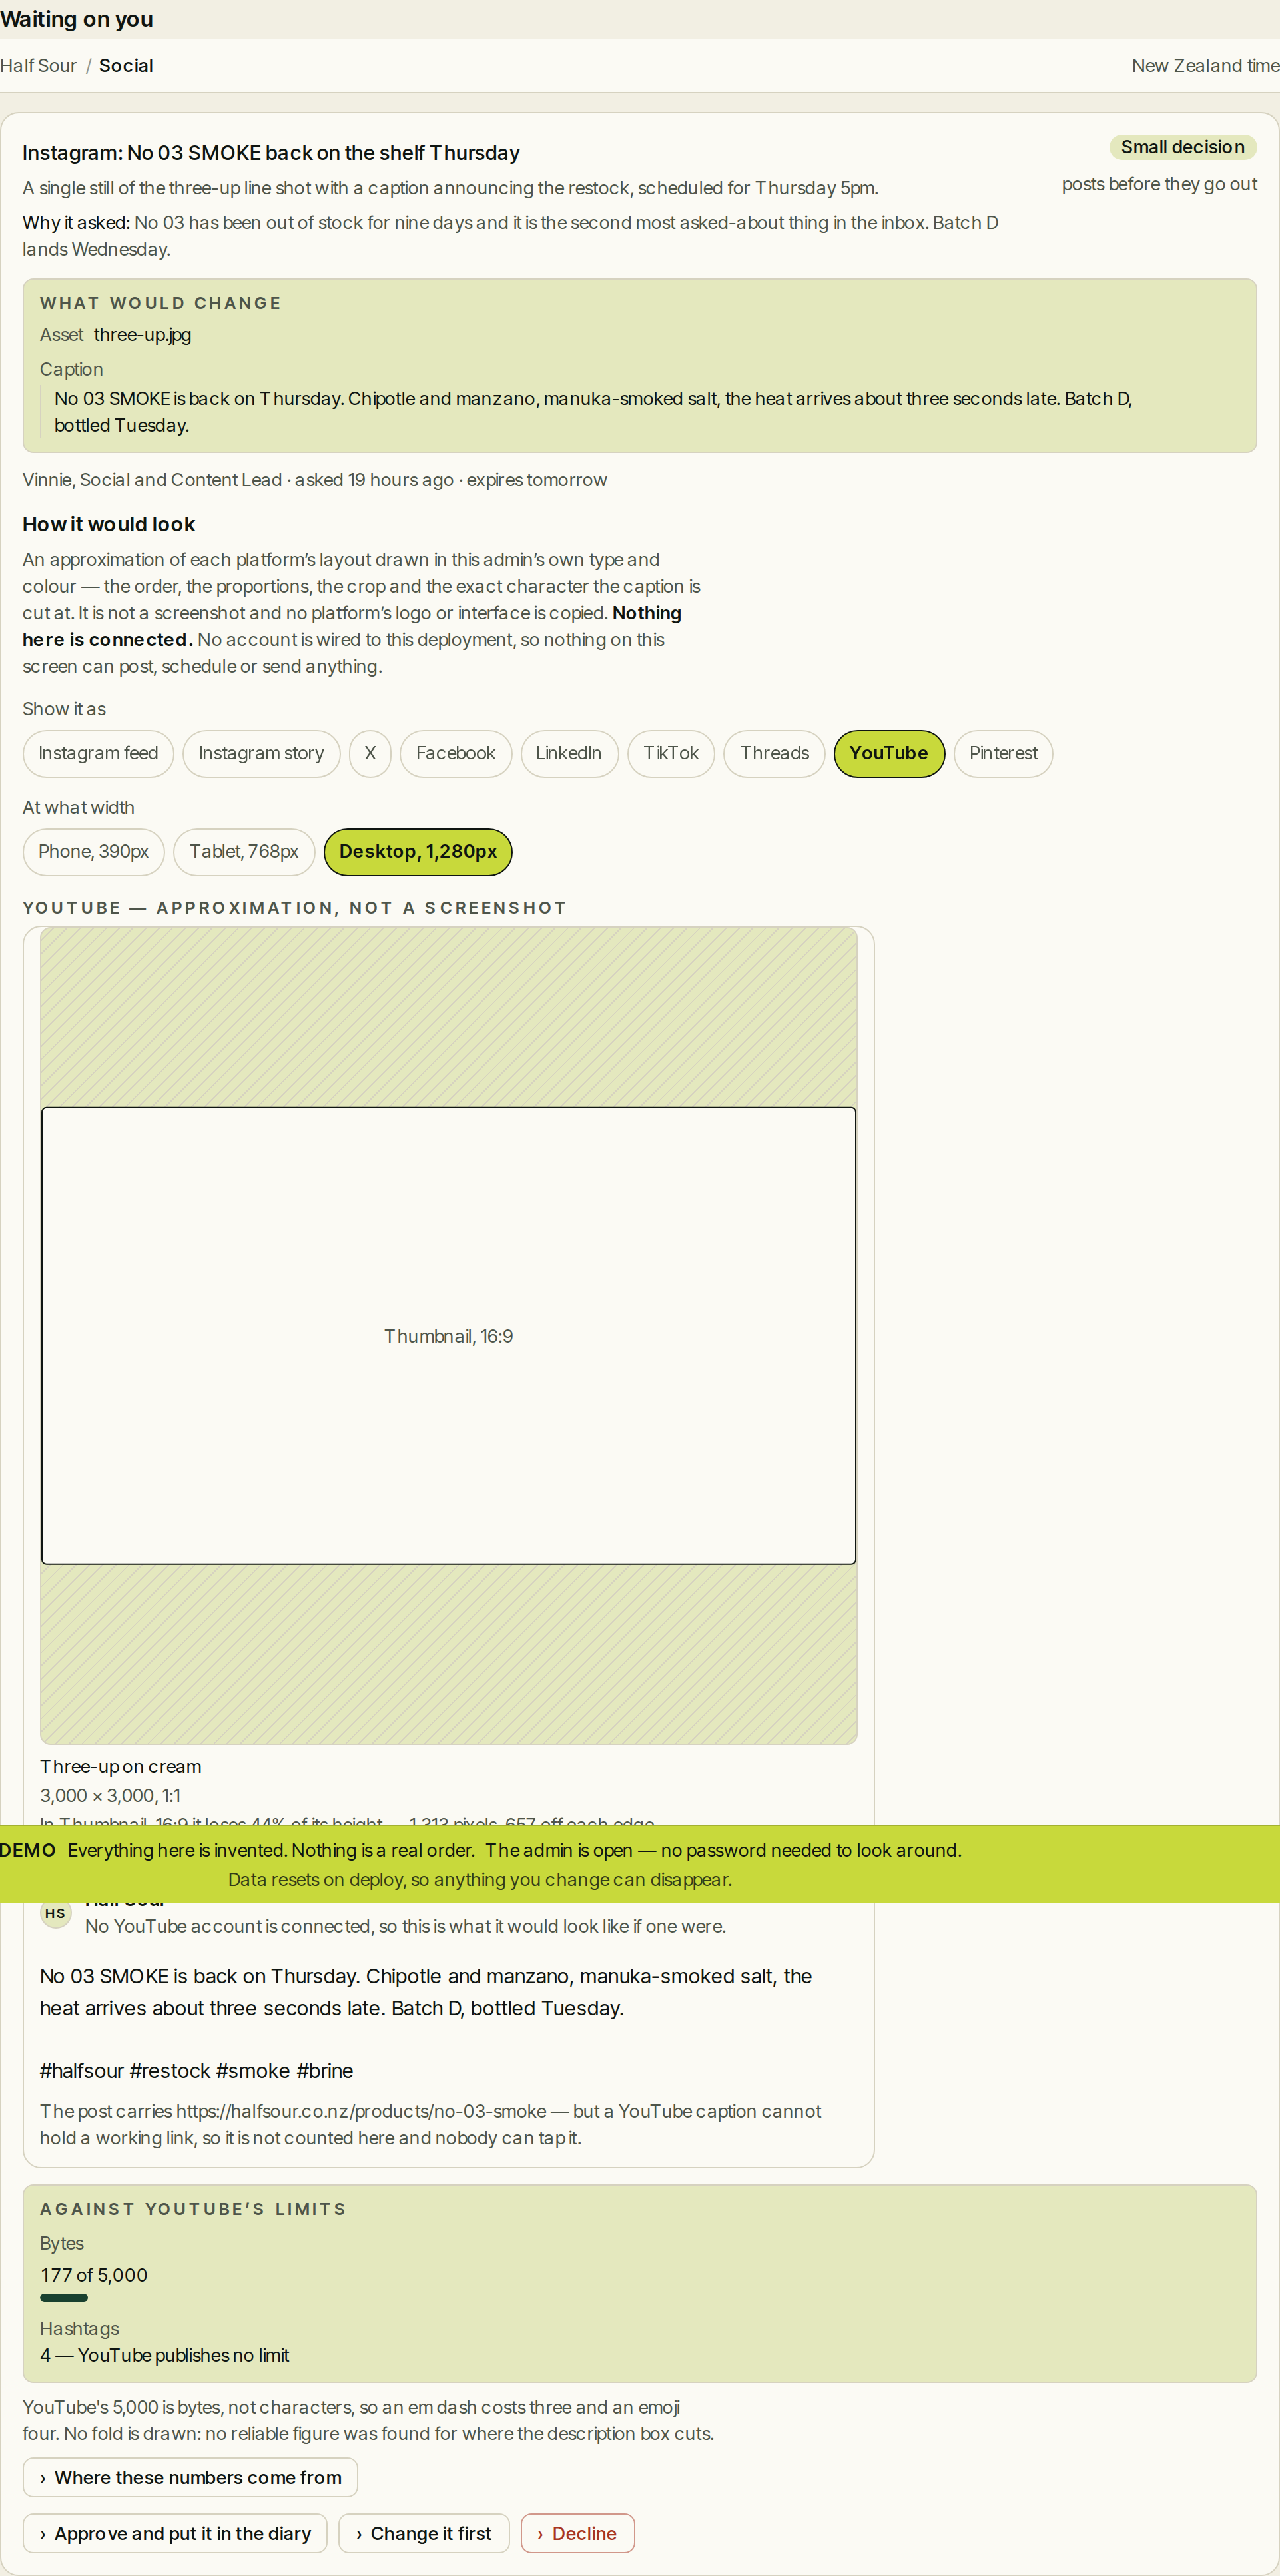 Waiting on you
Half Sour / Social
New Zealand time
Instagram: No 03 SMOKE back on the shelf Thursday
Small decision
A single still of the three-up line shot with a caption announcing the restock, scheduled for Thursday 5pm.
posts before they go out
Why it asked: No 03 has been out of stock for nine days and it is the second most asked-about thing in the inbox. Batch D
lands Wednesday.
WHAT WOULD CHANGE
Asset three-up.jpg
Caption
No 03 SMOKE is back on Thursday. Chipotle and manzano, manuka-smoked salt, the heat arrives about three seconds late. Batch D,
bottled Tuesday.
Vinnie, Social and Content Lead · asked 19 hours ago · expires tomorrow
How it would look
An approximation of each platform’s layout drawn in this admin’s own type and
colour — the order, the proportions, the crop and the exact character the caption is
cut at. It is not a screenshot and no platform’s logo or interface is copied. Nothing
here is connected. No account is wired to this deployment, so nothing on this
screen can post, schedule or send anything.
Show it as
Instagram feed
Instagram story
X
Facebook
LinkedIn
TikTok
Threads
YouTube
Pinterest
At what width
Phone, 390px
Tablet, 768px
Desktop, 1,280px
YOUTUBE — APPROXIMATION, NOT A SCREENSHOT
Thumbnail, 16:9
Three-up on cream
3,000 × 3,000, 1:1
In Thumbnail, 16:9 it loses 44% of its height — 1,313 pixels, 657 off each edge.
DEMO Everything here is invented. Nothing is a real order. The admin is open — no password needed to look around.
Data resets on deploy, so anything you change can disappear.
HS
Half Sour
No YouTube account is connected, so this is what it would look like if one were.
No 03 SMOKE is back on Thursday. Chipotle and manzano, manuka-smoked salt, the
heat arrives about three seconds late. Batch D, bottled Tuesday.
#halfsour #restock #smoke #brine
The post carries https://halfsour.co.nz/products/no-03-smoke — but a YouTube caption cannot
hold a working link, so it is not counted here and nobody can tap it.
AGAINST YOUTUBE’S LIMITS
Bytes
177 of 5,000
Hashtags
4 — YouTube publishes no limit
YouTube's 5,000 is bytes, not characters, so an em dash costs three and an emoji
four. No fold is drawn: no reliable figure was found for where the description box cuts.
› Where these numbers come from
› Approve and put it in the diary
› Change it first
› Decline